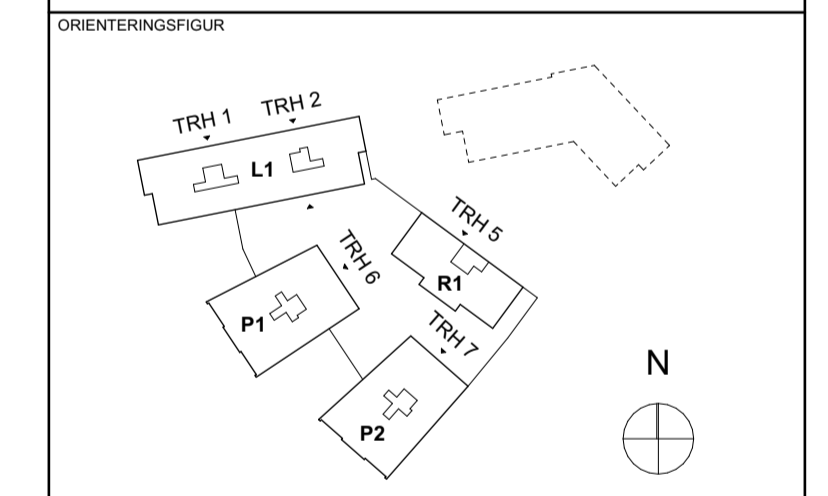 ORIENTERINGSFIGUR
TRH 1
TRH 2
L1
TRH 5
TRH 6
R1
P1
TRH 7
N
P2